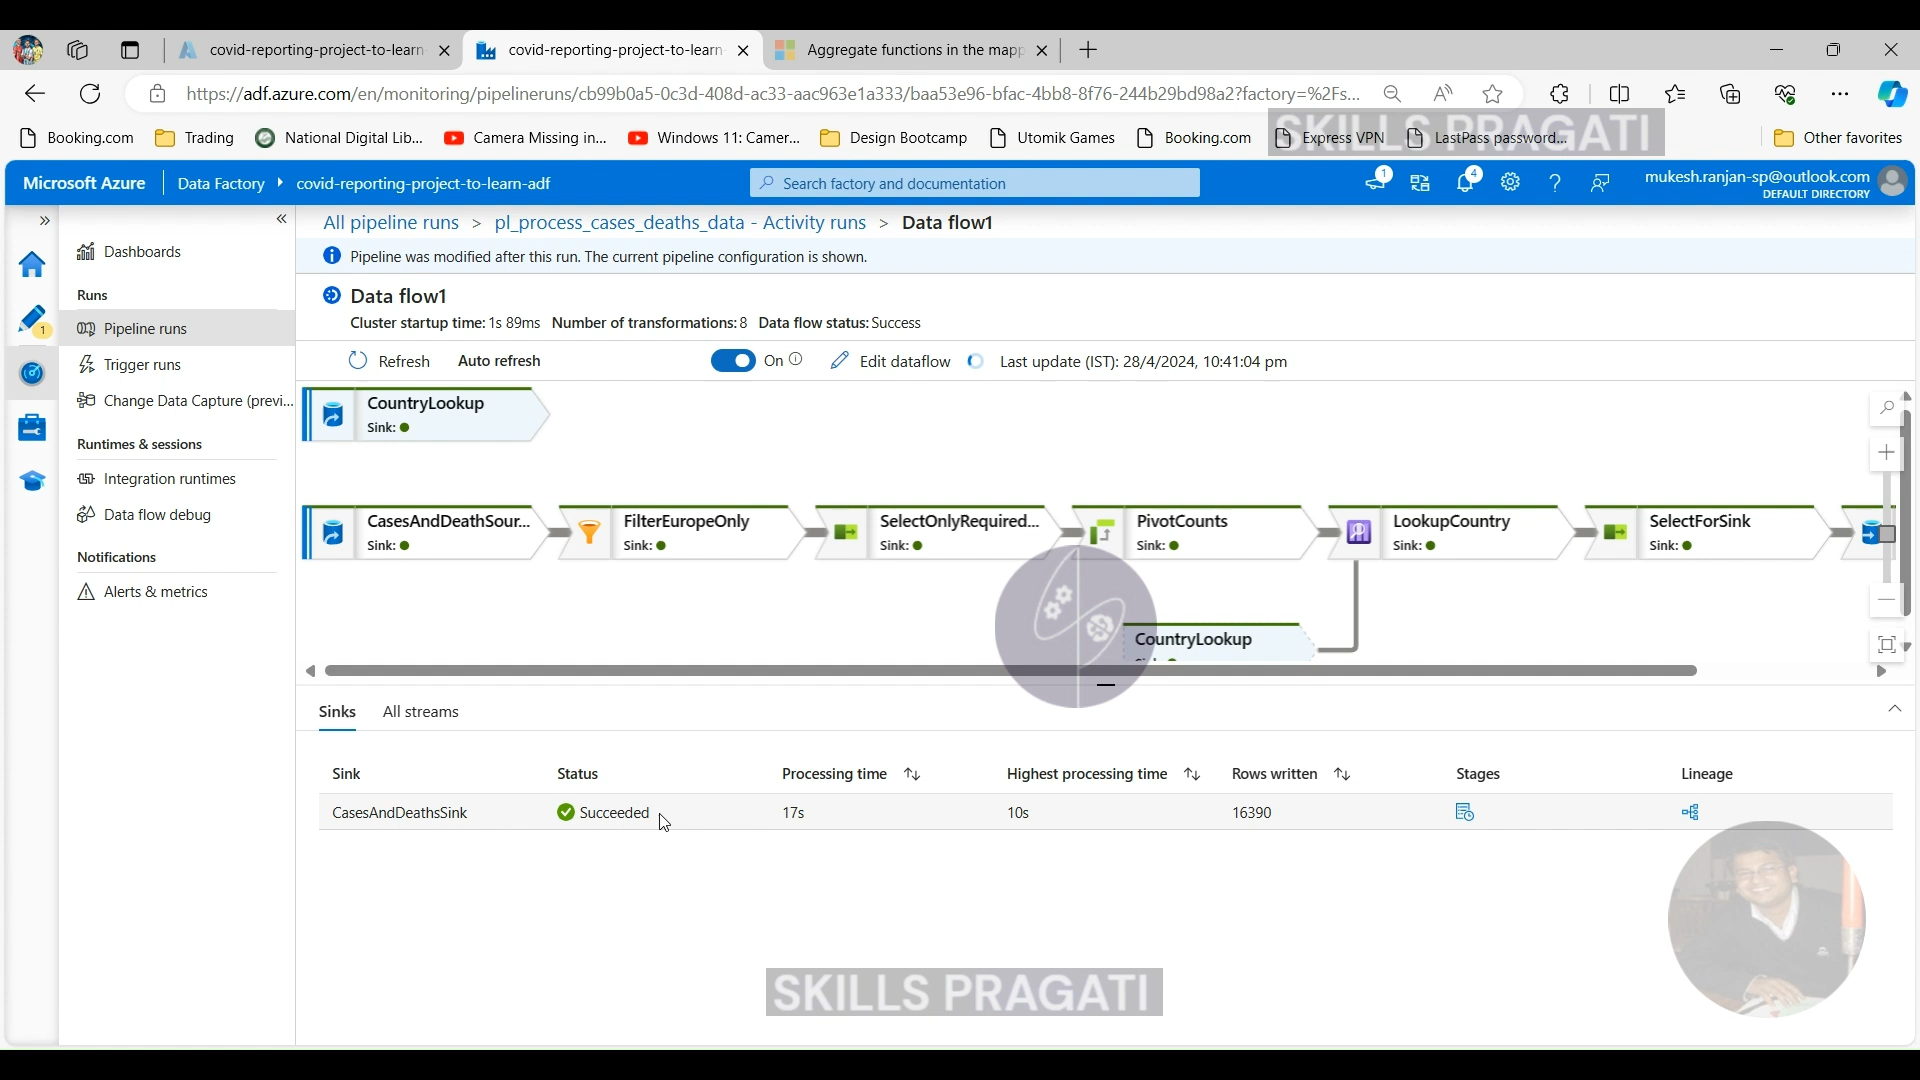 covid-reporting-project-to-learn
covid-reporting-project-to-learn
Aggregate functions in the mapp
https://adf.azure.com/en/monitoring/pipelineruns/cb99b0a5-0c3d-408d-ac33-aac963e1a333/baa53e96-bfac-4bb8-8f76-244b29bd98a2?factory=%2Fs...
Booking.com
Trading
National Digital Lib...
Camera Missing in...
Windows 11: Camer...
Design Bootcamp
Utomik Games
Booking.com
Express VPN
LastPass password...
Other favorites
SKILLS PRAGATI
Microsoft Azure
Data Factory
covid-reporting-project-to-learn-adf
Search factory and documentation
1
4
mukesh.ranjan-sp@outlook.com
DEFAULT DIRECTORY
Dashboards
Runs
Pipeline runs
1
Trigger runs
Change Data Capture (previ...
Runtimes & sessions
Integration runtimes
Data flow debug
Notifications
Alerts & metrics
All pipeline runs > pl_process_cases_deaths_data - Activity runs > Data flow1
Pipeline was modified after this run. The current pipeline configuration is shown.
Data flow1
Cluster startup time: 1s 89ms Number of transformations: 8 Data flow status: Success
Refresh
Auto refresh
On
Edit dataflow
Last update (IST): 28/4/2024, 10:41:04 pm
CountryLookup
Sink:
CasesAndDeathSour...
Sink:
FilterEuropeOnly
Sink:
SelectOnlyRequired...
Sink:
PivotCounts
Sink:
LookupCountry
Sink:
SelectForSink
Sink:
CountryLookup
Sinks
All streams
Sink Status Processing time Highest processing time Rows written Stages Lineage
CasesAndDeathsSink Succeeded 17s 10s 16390
SKILLS PRAGATI